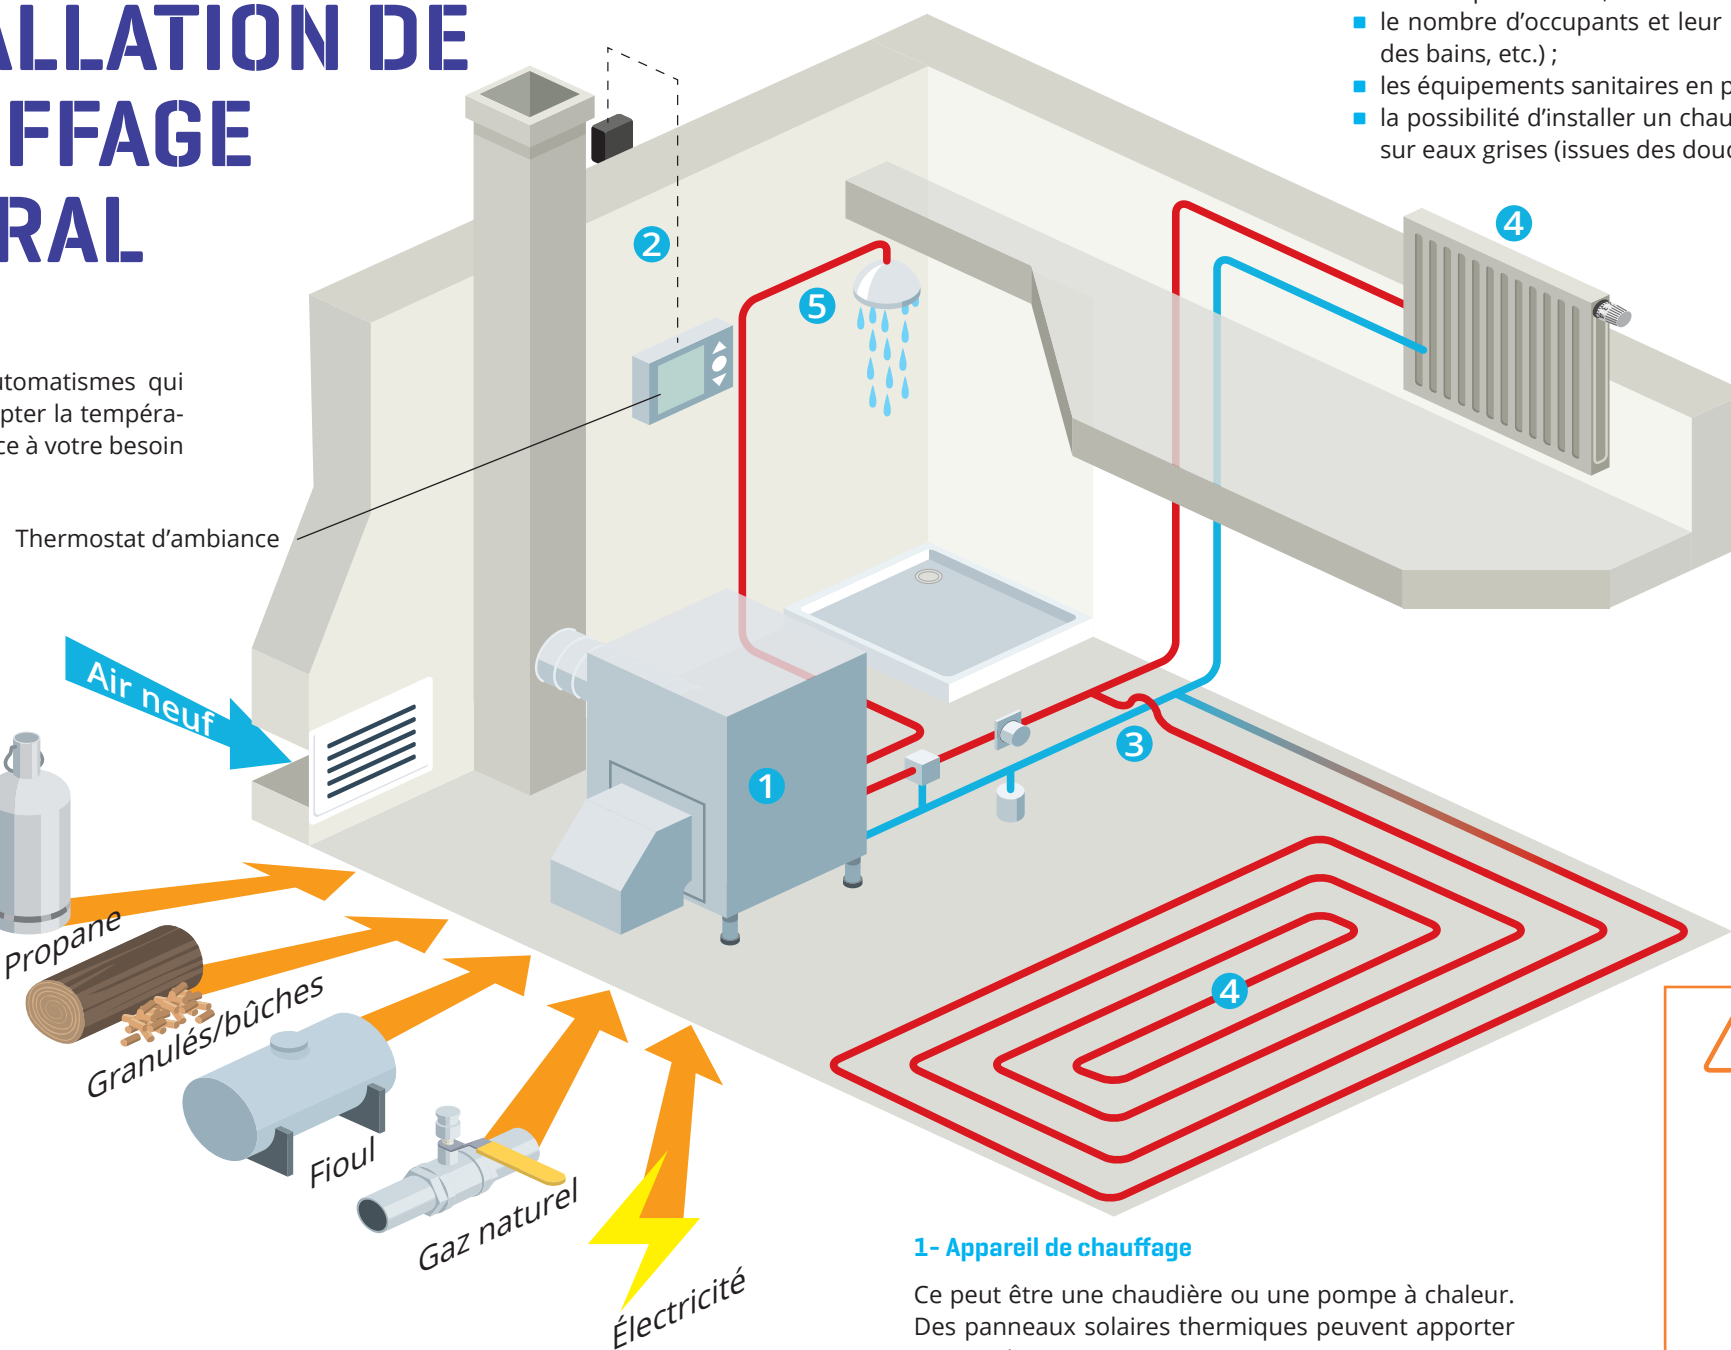 ALLATION DE
FFAGE
RAL
le nombre d'occupants et leur
des bains, etc.) ;
les équipements sanitaires en p
la possibilité d'installer un chau
sur eaux grises (issues des douc
4
2
5
utomatismes qui
pter la tempéra-
ce à votre besoin
Thermostat d'ambiance
Air neuf
1
3
4
Propane
Granulés/bûches
Fioul
Gaz naturel
Électricité
1- Appareil de chauffage
Ce peut être une chaudière ou une pompe à chaleur.
Des panneaux solaires thermiques peuvent apporter